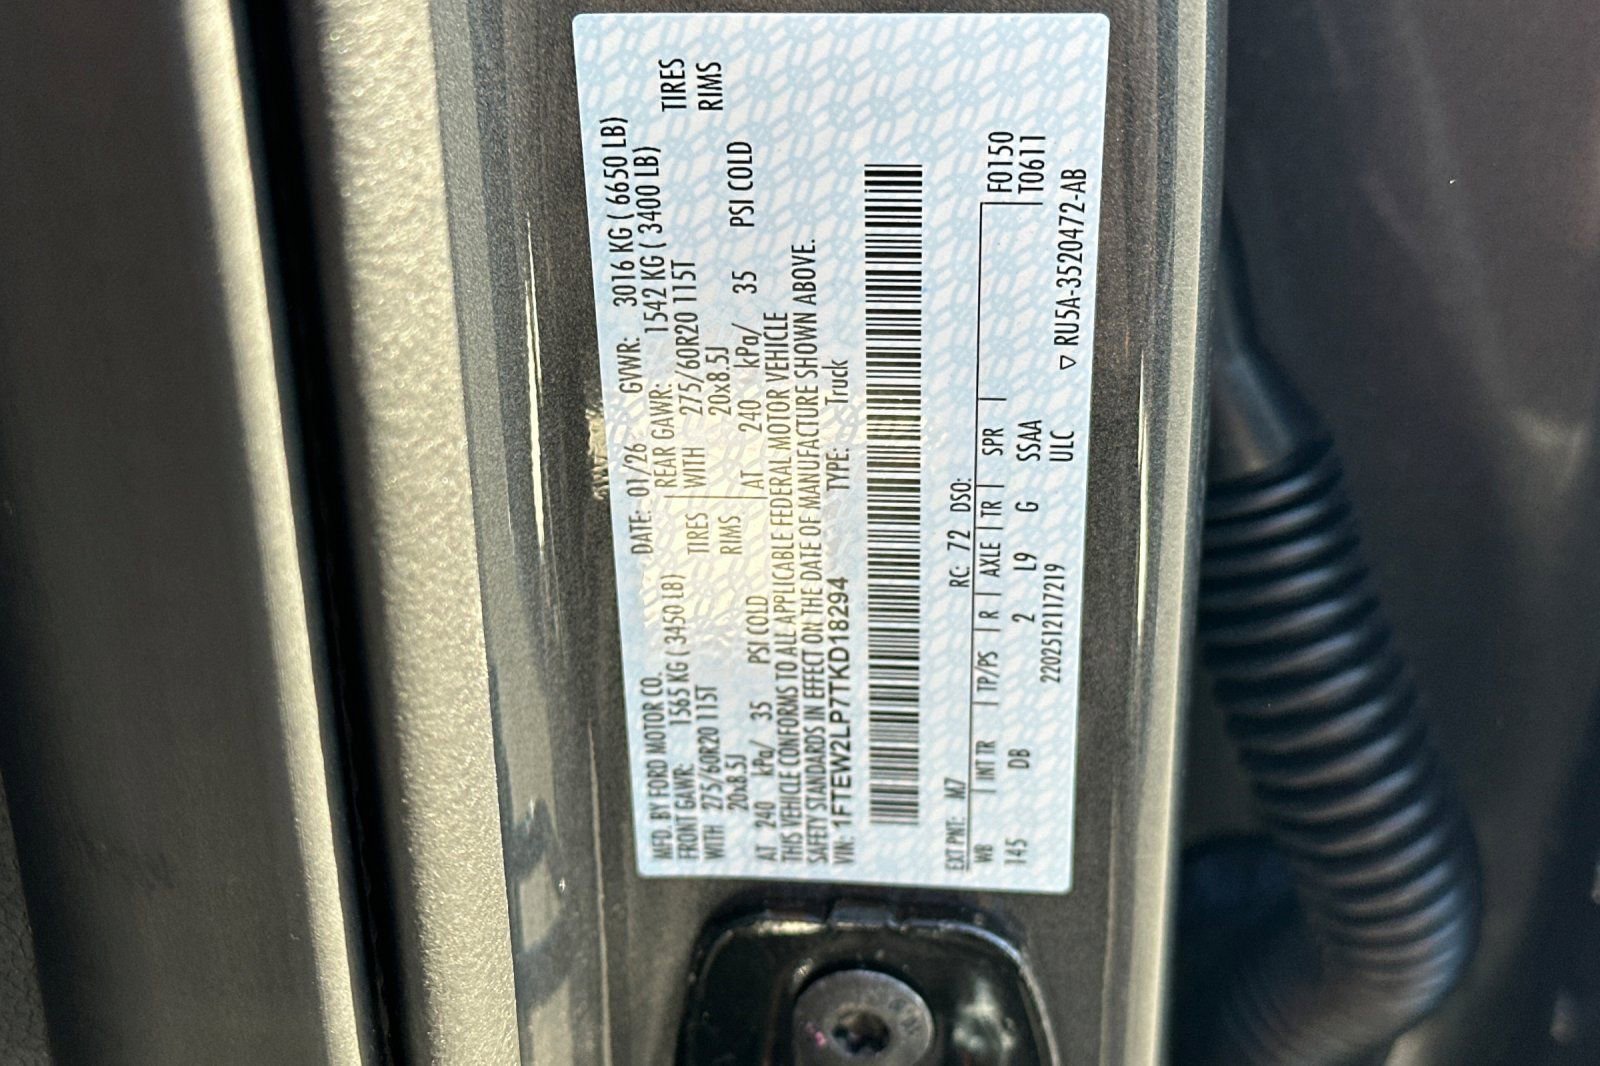 MFD. BY FORD MOTOR CO.
DATE: 01/26 GVWR: 3016 KG ( 6650 LB)
FRONT GAWR: 1565 KG ( 3450 LB) REAR GAWR: 1542 KG ( 3400 LB)
WITH 275/60R20 115T TIRES WITH 275/60R20 115T TIRES
20x8.5J RIMS 20x8.5J RIMS
AT 240 kPa/ 35 PSI COLD AT 240 kPa/ 35 PSI COLD
THIS VEHICLE CONFORMS TO ALL APPLICABLE FEDERAL MOTOR VEHICLE
SAFETY STANDARDS IN EFFECT ON THE DATE OF MANUFACTURE SHOWN ABOVE.
VIN: 1FTEW2LP7TKD18294 TYPE: Truck
EXT PNT: M7 RC: 72 DSO: F0150
WB INT TR TP/PS R AXLE TR SPR T0611
145 DB 2 L9 G SSAA
22025121117219 ULC ▽ RU5A-3520472-AB